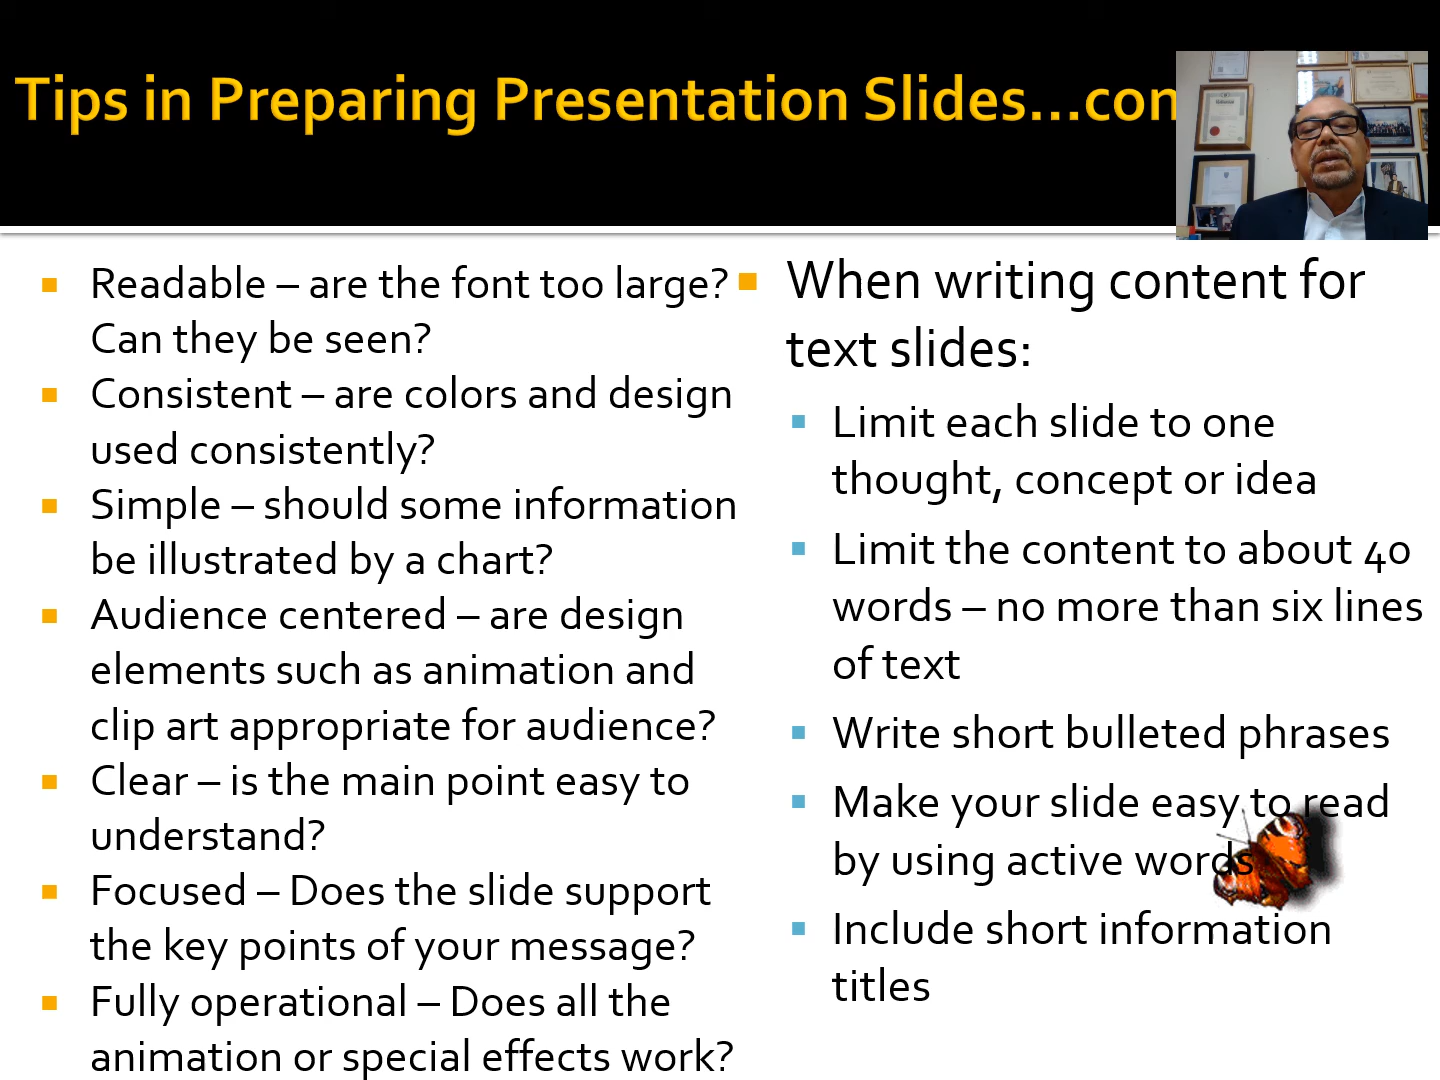 Tips in Preparing Presentation Slides...con
Readable – are the font too large?
Can they be seen?
Consistent – are colors and design
used consistently?
Simple – should some information
be illustrated by a chart?
Audience centered – are design
elements such as animation and
clip art appropriate for audience?
Clear – is the main point easy to
understand?
Focused – Does the slide support
the key points of your message?
Fully operational – Does all the
animation or special effects work?
When writing content for
text slides:
Limit each slide to one
thought, concept or idea
Limit the content to about 40
words – no more than six lines
of text
Write short bulleted phrases
Make your slide easy to read
by using active words
Include short information
titles